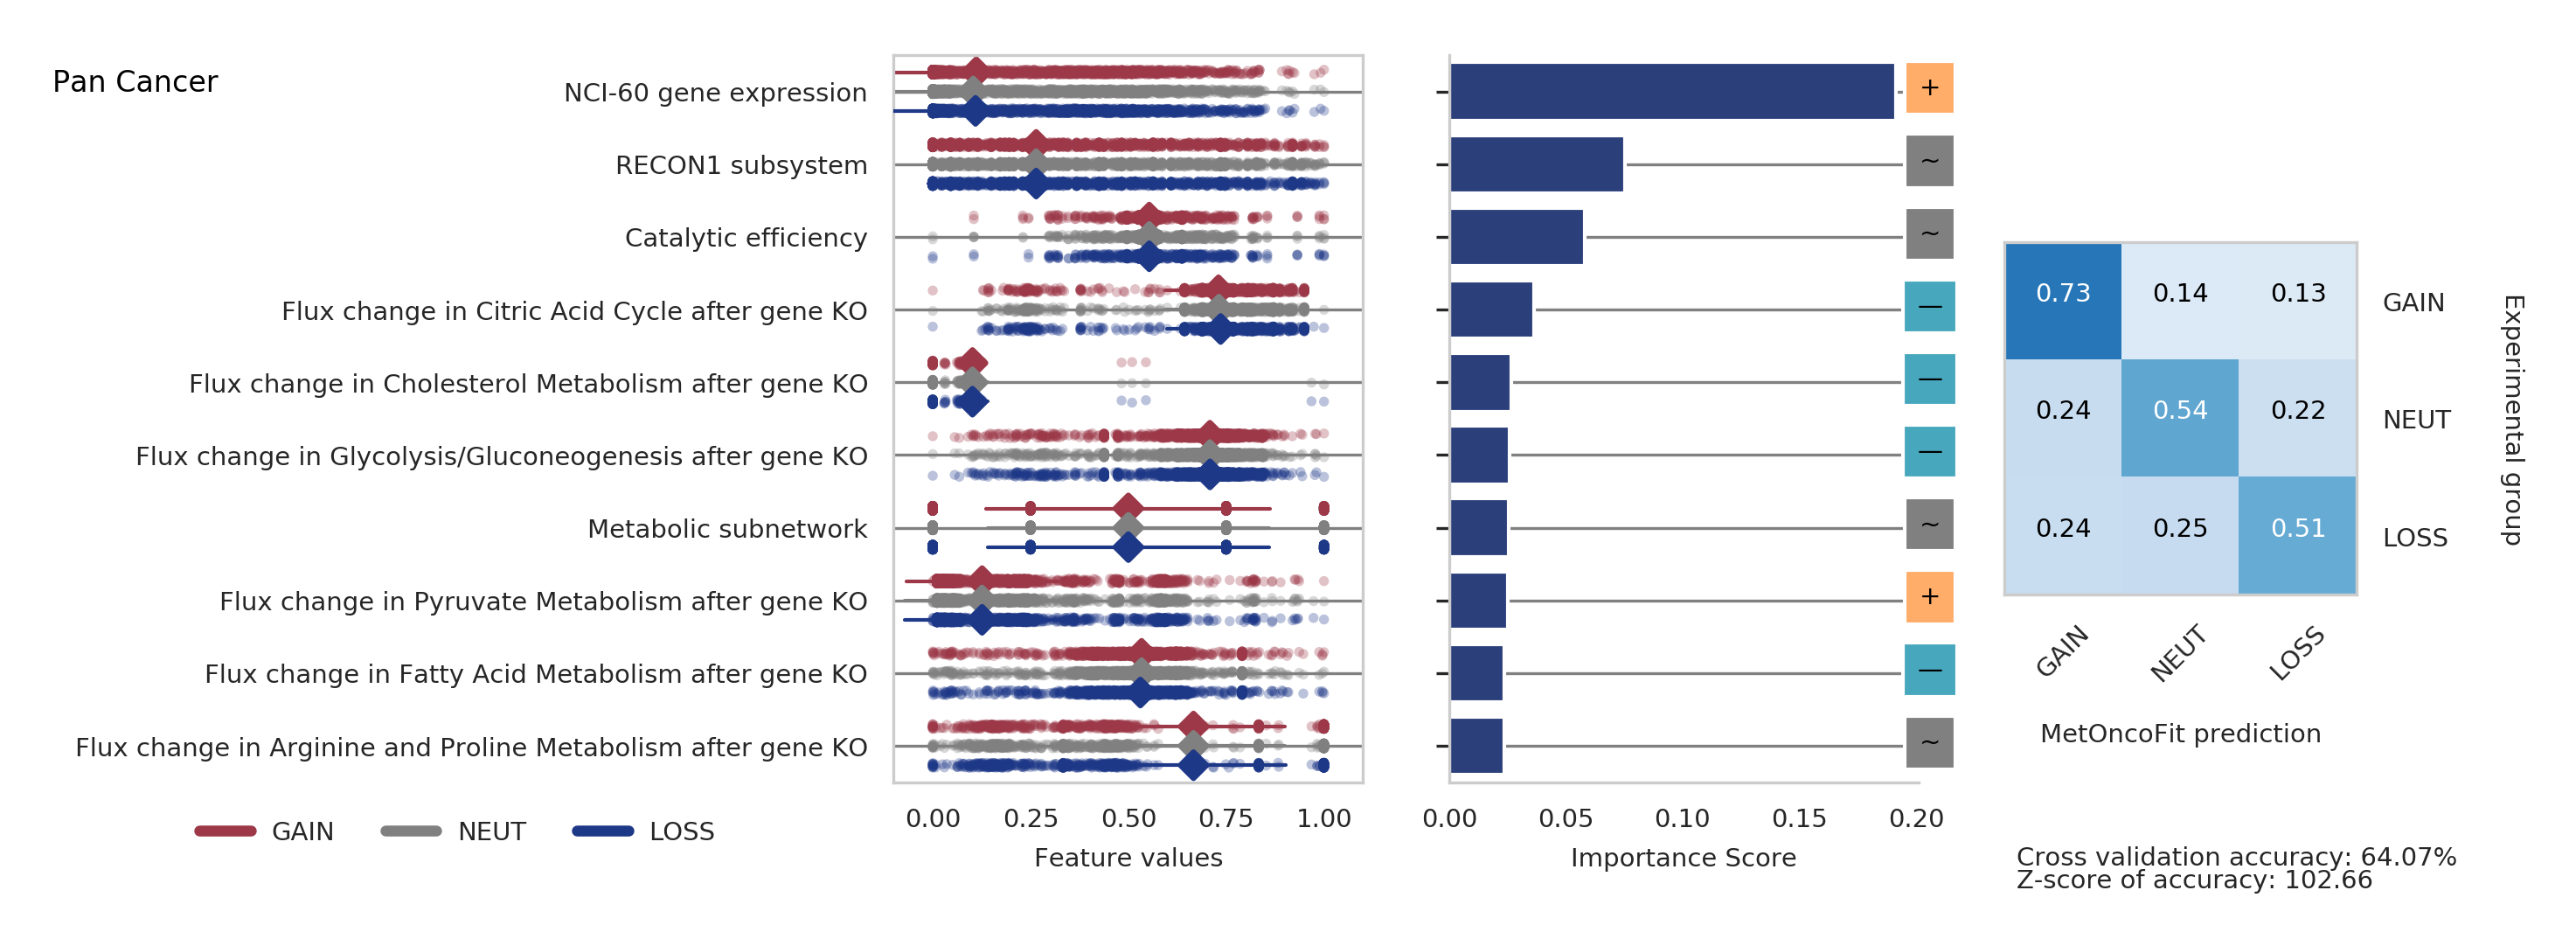 Pan Cancer
NCI-60 gene expression
RECON1 subsystem
Catalytic efficiency
Flux change in Citric Acid Cycle after gene KO
Flux change in Cholesterol Metabolism after gene KO
Flux change in Glycolysis/Gluconeogenesis after gene KO
Metabolic subnetwork
Flux change in Pyruvate Metabolism after gene KO
Flux change in Fatty Acid Metabolism after gene KO
Flux change in Arginine and Proline Metabolism after gene KO
GAIN NEUT LOSS
0.00 0.25 0.50 0.75 1.00
Feature values
+
~
~
—
—
—
~
+
—
~
0.00 0.05 0.10 0.15 0.20
Importance Score
0.73 0.14 0.13 GAIN
0.24 0.54 0.22 NEUT
0.24 0.25 0.51 LOSS
Experimental group
GAIN NEUT LOSS
MetOncoFit prediction
Cross validation accuracy: 64.07%
Z-score of accuracy: 102.66